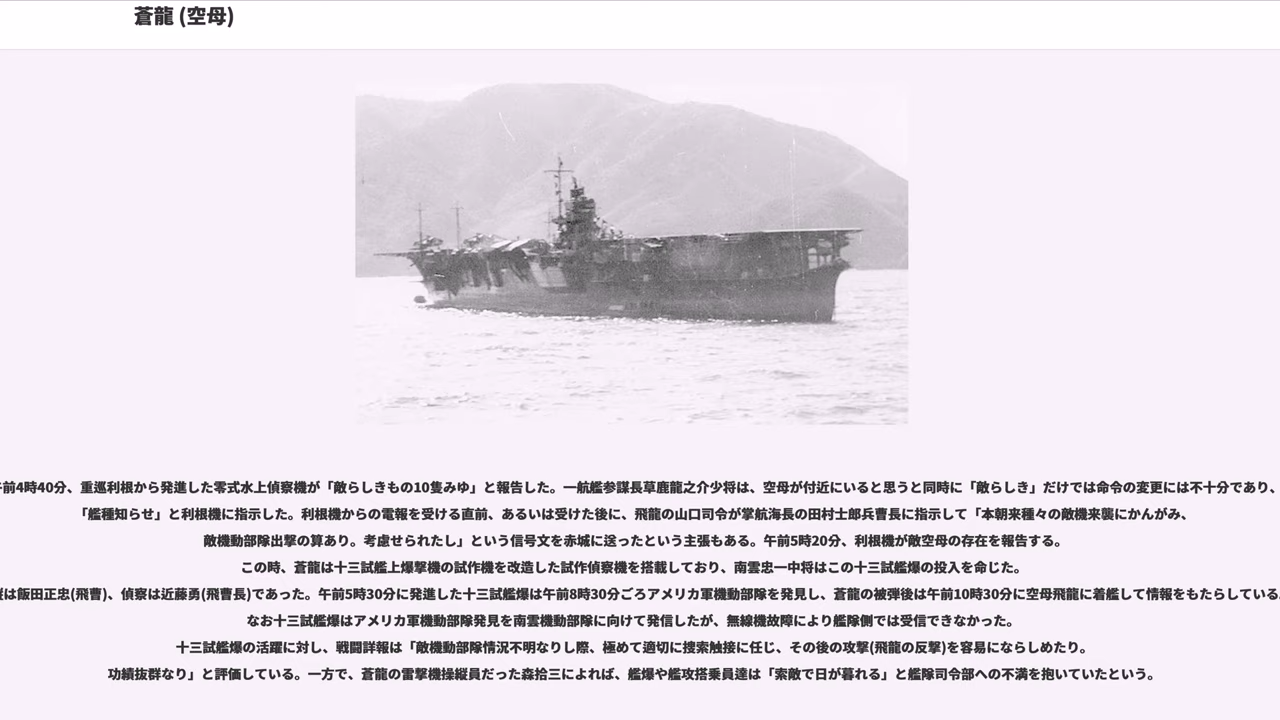 蒼龍 (空母)
前4時40分、重巡利根から発進した零式水上偵察機が「敵らしきもの10隻みゆ」と報告した。一航艦参謀長草鹿龍之介少将は、空母が付近にいると思うと同時に「敵らしき」だけでは命令の変更には不十分であり、
「艦種知らせ」と利根機に指示した。利根機からの電報を受ける直前、あるいは受けた後に、飛龍の山口司令が掌航海長の田村士郎兵曹長に指示して「本朝来種々の敵機来襲にかんがみ、
敵機動部隊出撃の算あり。考慮せられたし」という信号文を赤城に送ったという主張もある。午前5時20分、利根機が敵空母の存在を報告する。
この時、蒼龍は十三試艦上爆撃機の試作機を改造した試作偵察機を搭載しており、南雲忠一中将はこの十三試艦爆の投入を命じた。
は飯田正忠(飛曹)、偵察は近藤勇(飛曹長)であった。午前5時30分に発進した十三試艦爆は午前8時30分ごろアメリカ軍機動部隊を発見し、蒼龍の被弾後は午前10時30分に空母飛龍に着艦して情報をもたらしている
なお十三試艦爆はアメリカ軍機動部隊発見を南雲機動部隊に向けて発信したが、無線機故障により艦隊側では受信できなかった。
十三試艦爆の活躍に対し、戦闘詳報は「敵機動部隊情況不明なりし際、極めて適切に捜索触接に任じ、その後の攻撃(飛龍の反撃)を容易にならしめたり。
功績抜群なり」と評価している。一方で、蒼龍の雷撃機操縦員だった森拾三によれば、艦爆や艦攻搭乗員達は「索敵で日が暮れる」と艦隊司令部への不満を抱いていたという。